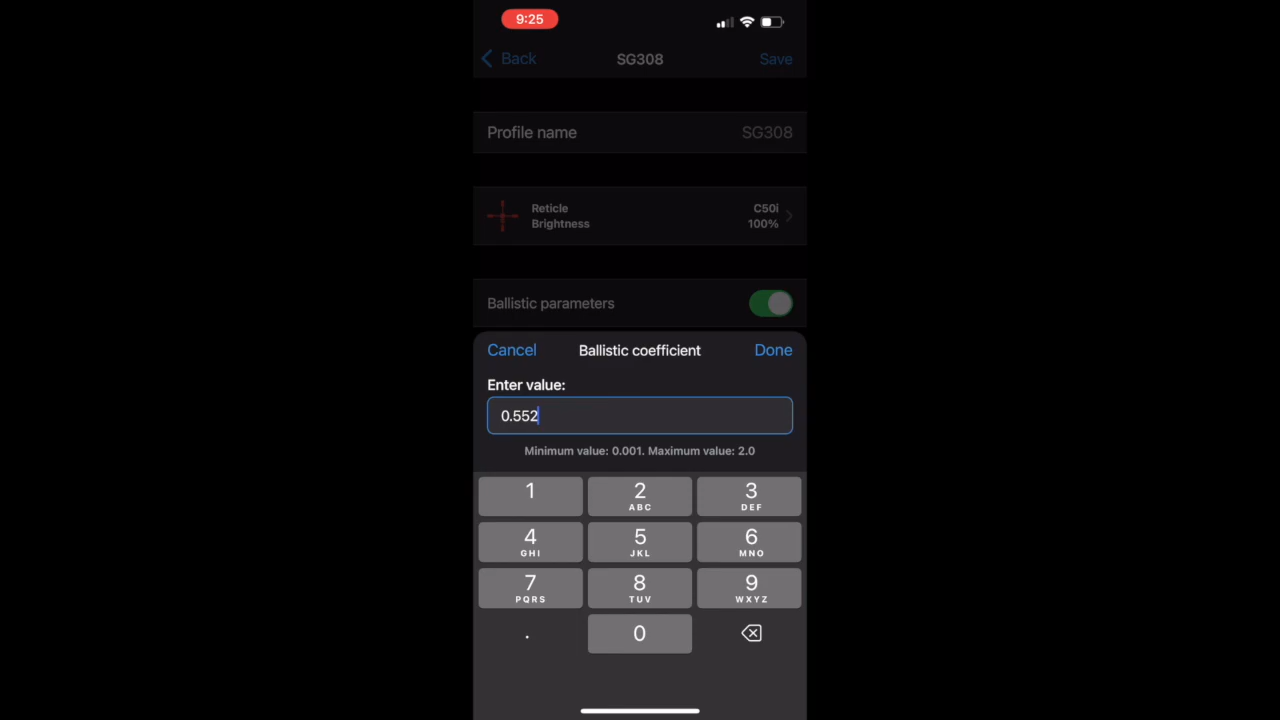 9:25
Back
SG308
Save
Profile name
SG308
Reticle
C50i
Brightness
100%
Ballistic parameters
Cancel
Ballistic coefficient
Done
Enter value:
0.552
Minimum value: 0.001. Maximum value: 2.0
1
2
3
ABC
DEF
4
5
6
GHI
JKL
MNO
7
8
9
PQRS
TUV
WXYZ
.
0